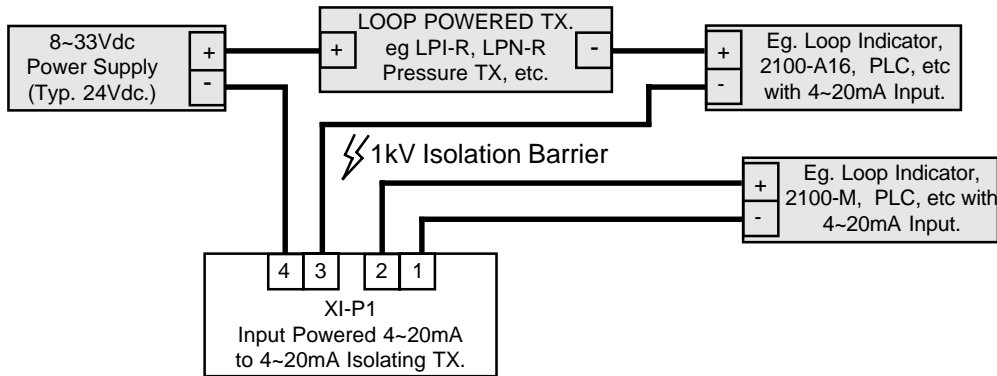 8~33Vdc
Power Supply
(Typ. 24Vdc.)
+
-
LOOP POWERED TX.
eg LPI-R, LPN-R
Pressure TX, etc.
+
-
Eg. Loop Indicator,
2100-A16, PLC, etc
with 4~20mA Input.
+
-
1kV Isolation Barrier
Eg. Loop Indicator,
2100-M, PLC, etc with
4~20mA Input.
+
-
4 3 2 1
XI-P1
Input Powered 4~20mA
to 4~20mA Isolating TX.